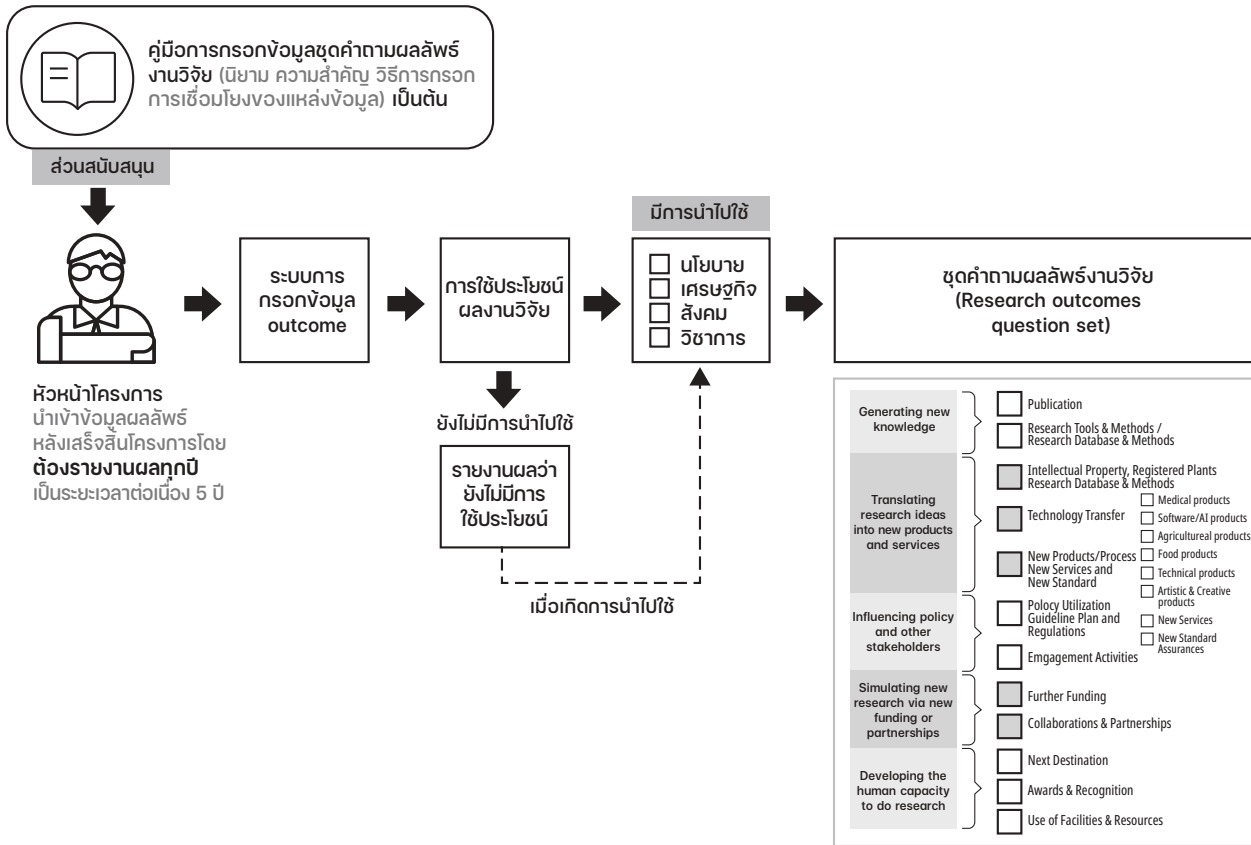 คู่มือการกรอกข้อมูลชุดคำถามผลลัพธ์
งานวิจัย (นิยาม ความสำคัญ วิธีการกรอก
การเชื่อมโยงของแหล่งข้อมูล) เป็นต้น
ส่วนสนับสนุน
หัวหน้าโครงการ
นำเข้าข้อมูลผลลัพธ์
หลังเสร็จสิ้นโครงการโดย
ต้องรายงานผลทุกปี
เป็นระยะเวลาต่อเนื่อง 5 ปี
ระบบการ
กรอกข้อมูล
outcome
การใช้ประโยชน์
ผลงานวิจัย
ยังไม่มีการนำไปใช้
รายงานผลว่า
ยังไม่มีการ
ใช้ประโยชน์
เมื่อเกิดการนำไปใช้
มีการนำไปใช้
นโยบาย
เศรษฐกิจ
สังคม
วิชาการ
ชุดคำถามผลลัพธ์งานวิจัย
(Research outcomes
question set)
Generating new
knowledge
Publication
Research Tools & Methods /
Research Database & Methods
Translating
research ideas
into new products
and services
Intellectual Property, Registered Plants
Research Database & Methods
Technology Transfer
New Products/Process
New Services and
New Standard
Medical products
Software/AI products
Agricultureal products
Food products
Technical products
Artistic & Creative
products
New Services
New Standard
Assurances
Influencing policy
and other
stakeholders
Polocy Utilization
Guideline Plan and
Regulations
Emgagement Activities
Simulating new
research via new
funding or
partnerships
Further Funding
Collaborations & Partnerships
Developing the
human capacity
to do research
Next Destination
Awards & Recognition
Use of Facilities & Resources